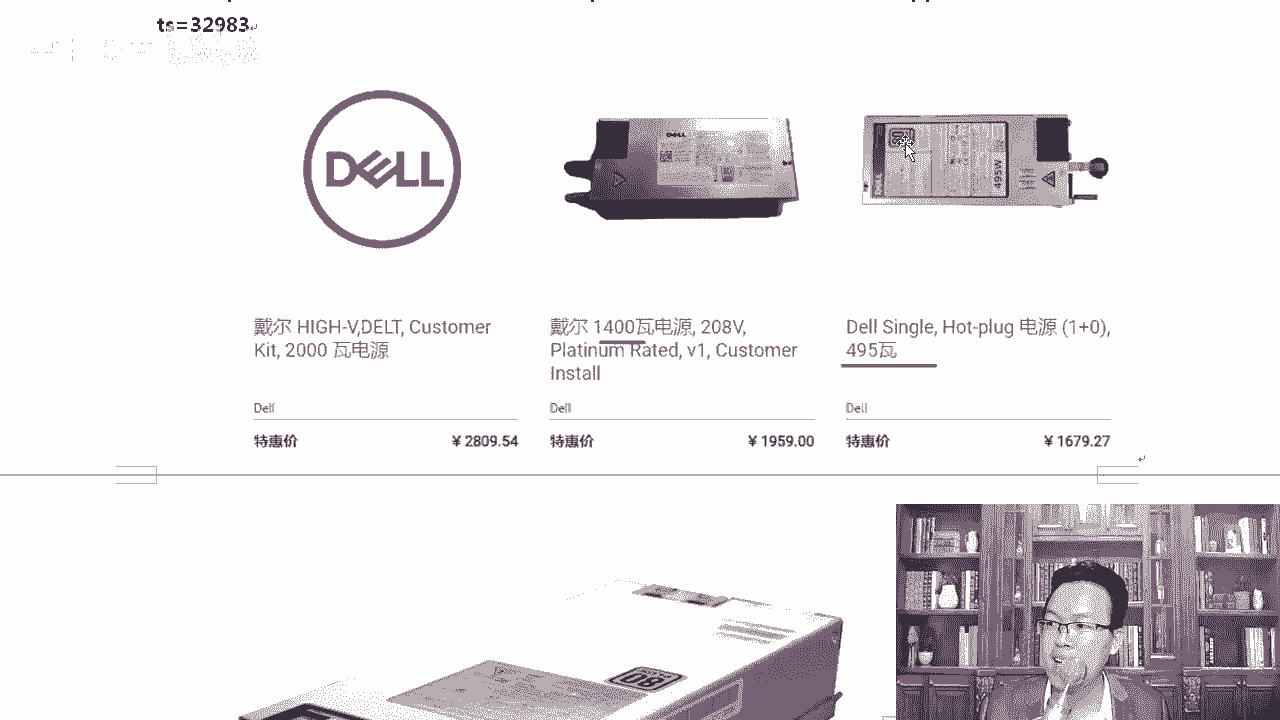 ts=32983
DELL
DELL
495W
戴尔 HIGH-V,DELT, Customer
Kit, 2000 瓦电源
戴尔 1400瓦电源, 208V,
Platinum Rated, v1, Customer
Install
Dell Single, Hot-plug 电源 (1+0),
495瓦
Dell
Dell
Dell
特惠价 ¥ 2809.54
特惠价 ¥ 1959.00
特惠价 ¥ 1679.27
80